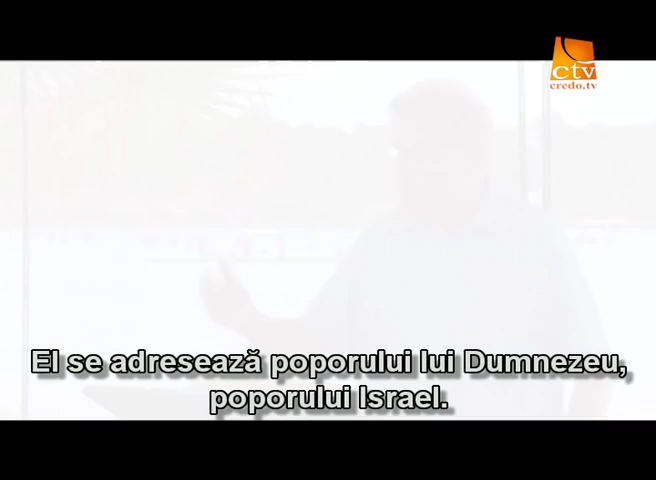 ctv
credo.tv
El se adresează poporului lui Dumnezeu,
poporului Israel.